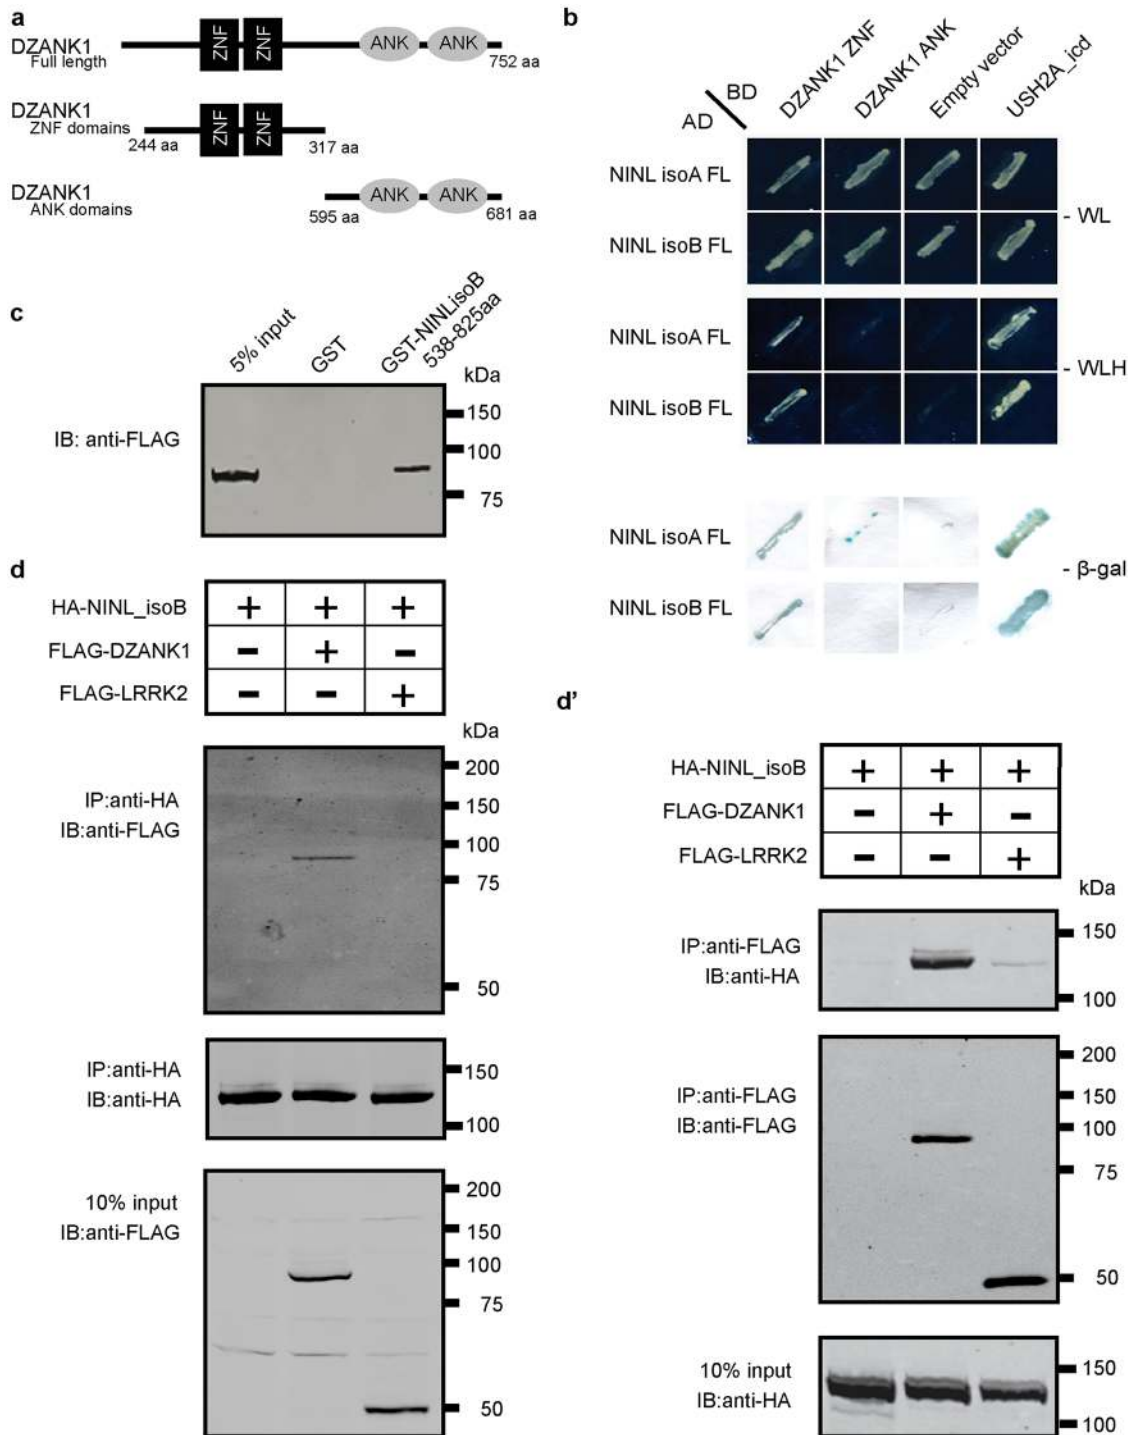 a
DZANK1
Full length
ZNF ZNF ANK ANK
752 aa
DZANK1
ZNF domains
ZNF ZNF
244 aa 317 aa
DZANK1
ANK domains
ANK ANK
595 aa 681 aa
b
BD
AD
DZANK1 ZNF
DZANK1 ANK
Empty vector
USH2A_icd
NINL isoA FL
NINL isoB FL
- WL
NINL isoA FL
NINL isoB FL
- WLH
NINL isoA FL
NINL isoB FL
- β-gal
c
5% input
GST
GST-NINLisoB
538-825aa
kDa
IB: anti-FLAG
150
100
75
d
HA-NINL_isoB + + +
FLAG-DZANK1 - + -
FLAG-LRRK2 - - +
kDa
IP:anti-HA
IB:anti-FLAG
200
150
100
75
50
IP:anti-HA
IB:anti-HA
150
100
10% input
IB:anti-FLAG
200
150
100
75
50
d'
HA-NINL_isoB + + +
FLAG-DZANK1 - + -
FLAG-LRRK2 - - +
kDa
IP:anti-FLAG
IB:anti-HA
150
100
IP:anti-FLAG
IB:anti-FLAG
200
150
100
75
50
10% input
IB:anti-HA
150
100